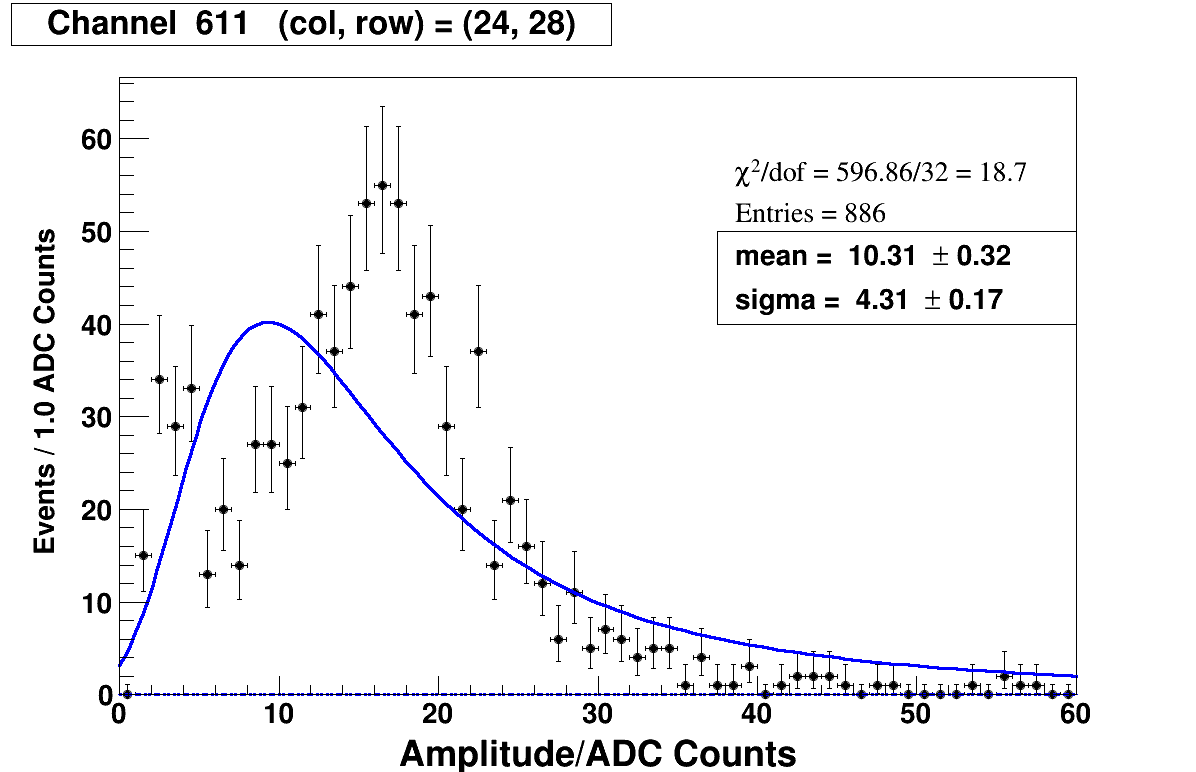 Channel 611 (col, row) = (24, 28)
χ²/dof = 596.86/32 = 18.7
Entries = 886
mean = 10.31 ± 0.32
sigma = 4.31 ± 0.17
Events / 1.0 ADC Counts
60
50
40
30
20
10
0
0 10 20 30 40 50 60
Amplitude/ADC Counts